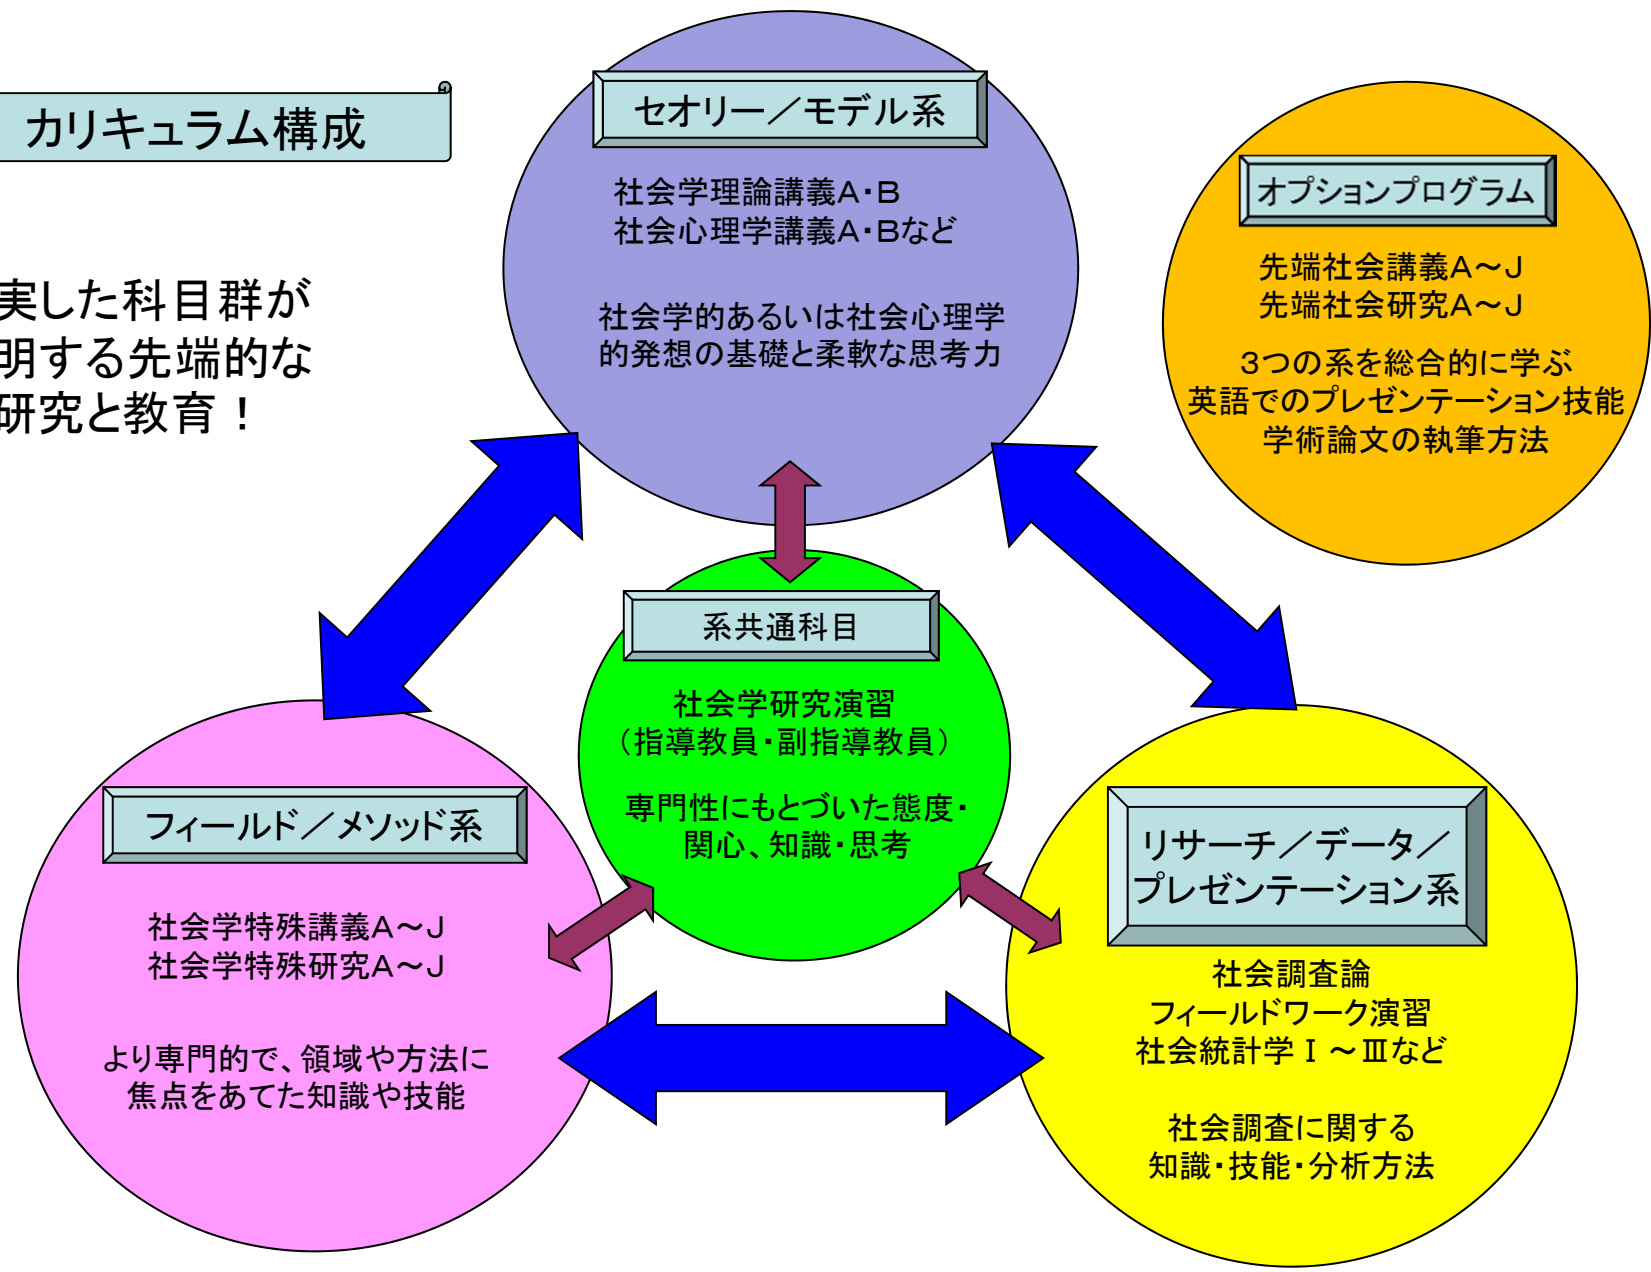 カリキュラム構成
実した科目群が
明する先端的な
研究と教育！
セオリー／モデル系
社会学理論講義Ａ・Ｂ
社会心理学講義Ａ・Ｂなど
社会学的あるいは社会心理学
的発想の基礎と柔軟な思考力
オプションプログラム
先端社会講義Ａ～Ｊ
先端社会研究Ａ～Ｊ
３つの系を総合的に学ぶ
英語でのプレゼンテーション技能
学術論文の執筆方法
系共通科目
社会学研究演習
（指導教員・副指導教員）
専門性にもとづいた態度・
関心、知識・思考
フィールド／メソッド系
社会学特殊講義Ａ～Ｊ
社会学特殊研究Ａ～Ｊ
より専門的で、領域や方法に
焦点をあてた知識や技能
リサーチ／データ／
プレゼンテーション系
社会調査論
フィールドワーク演習
社会統計学Ⅰ～Ⅲなど
社会調査に関する
知識・技能・分析方法